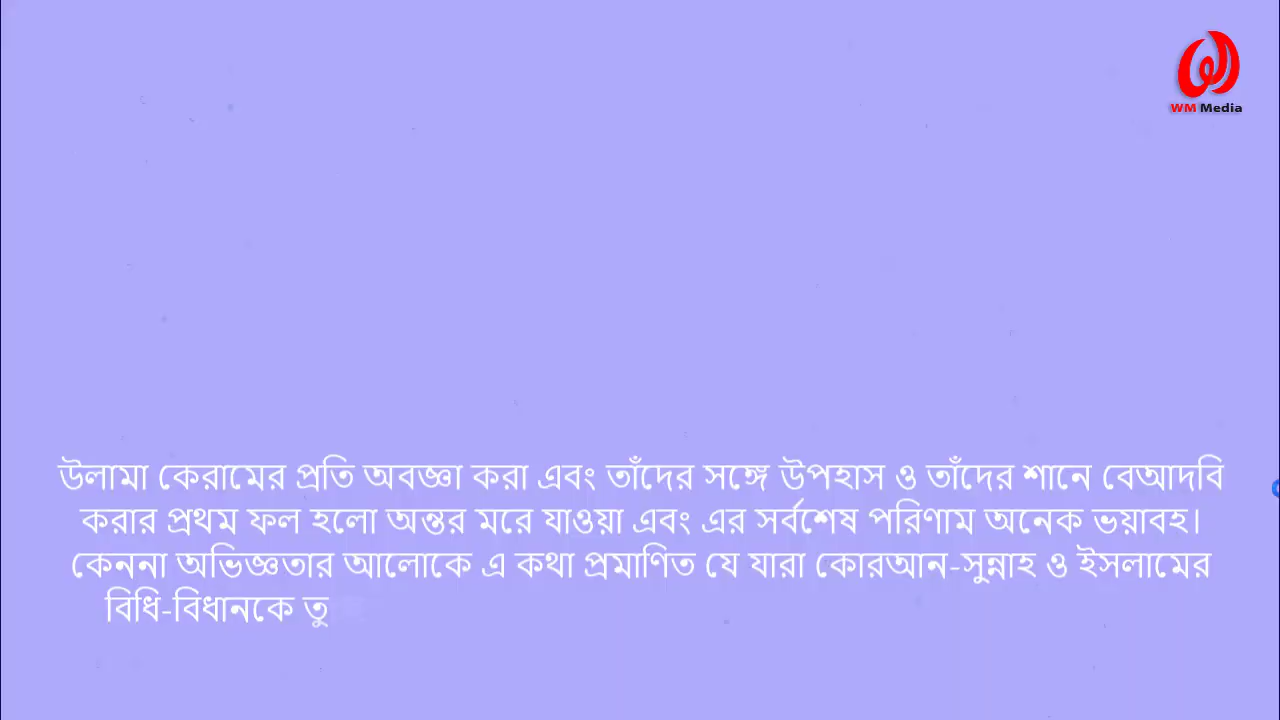 WM Media
উলামা কেরামের প্রতি অবজ্ঞা করা এবং তাঁদের সঙ্গে উপহাস ও তাঁদের শানে বেআদবি
করার প্রথম ফল হলো অন্তর মরে যাওয়া এবং এর সর্বশেষ পরিণাম অনেক ভয়াবহ।
কেননা অভিজ্ঞতার আলোকে এ কথা প্রমাণিত যে যারা কোরআন-সুন্নাহ ও ইসলামের
বিধি-বিধানকে তু